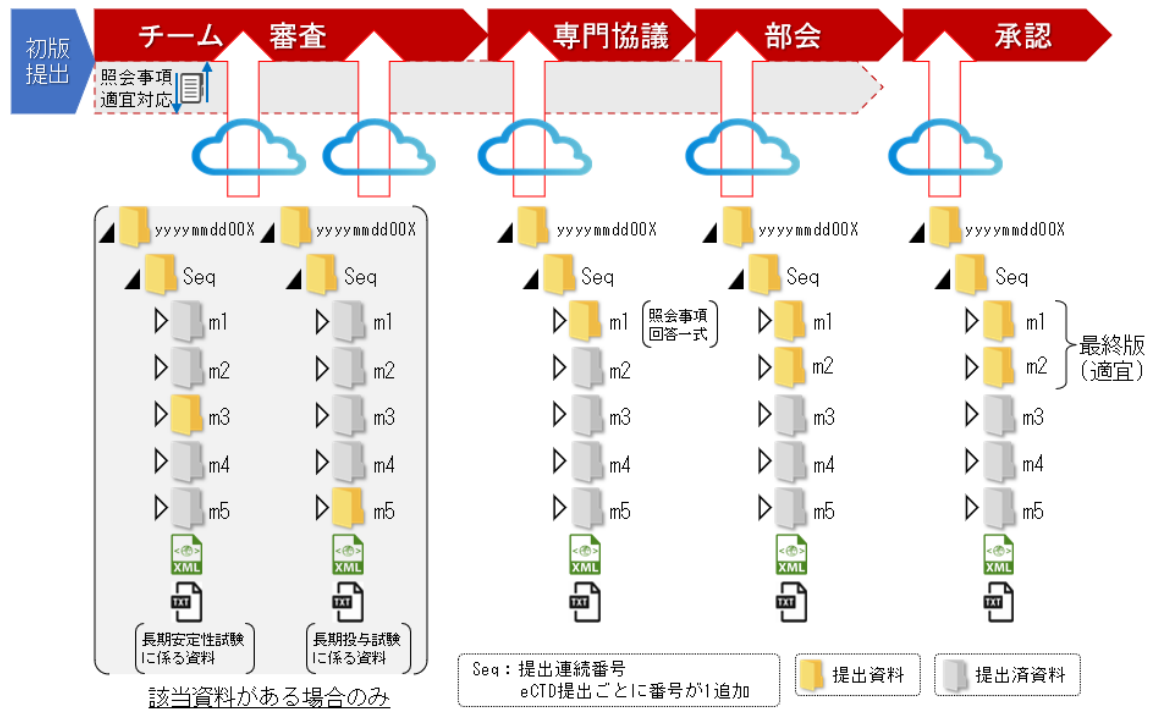 初版
提出
チーム 審査
専門協議
部会
承認
照会事項
適宜対応
yyyymmdd00X
Seq
m1
m2
m3
m4
m5
XML
TXT
長期安定性試験
に係る資料
yyyymmdd00X
Seq
m1
m2
m3
m4
m5
XML
TXT
長期投与試験
に係る資料
該当資料がある場合のみ
yyyymmdd00X
Seq
m1
照会事項
回答一式
m2
m3
m4
m5
XML
TXT
yyyymmdd00X
Seq
m1
m2
m3
m4
m5
XML
TXT
yyyymmdd00X
Seq
m1
m2
最終版
(適宜)
m3
m4
m5
XML
TXT
Seq：提出連続番号
eCTD提出ごとに番号が1追加
提出資料
提出済資料